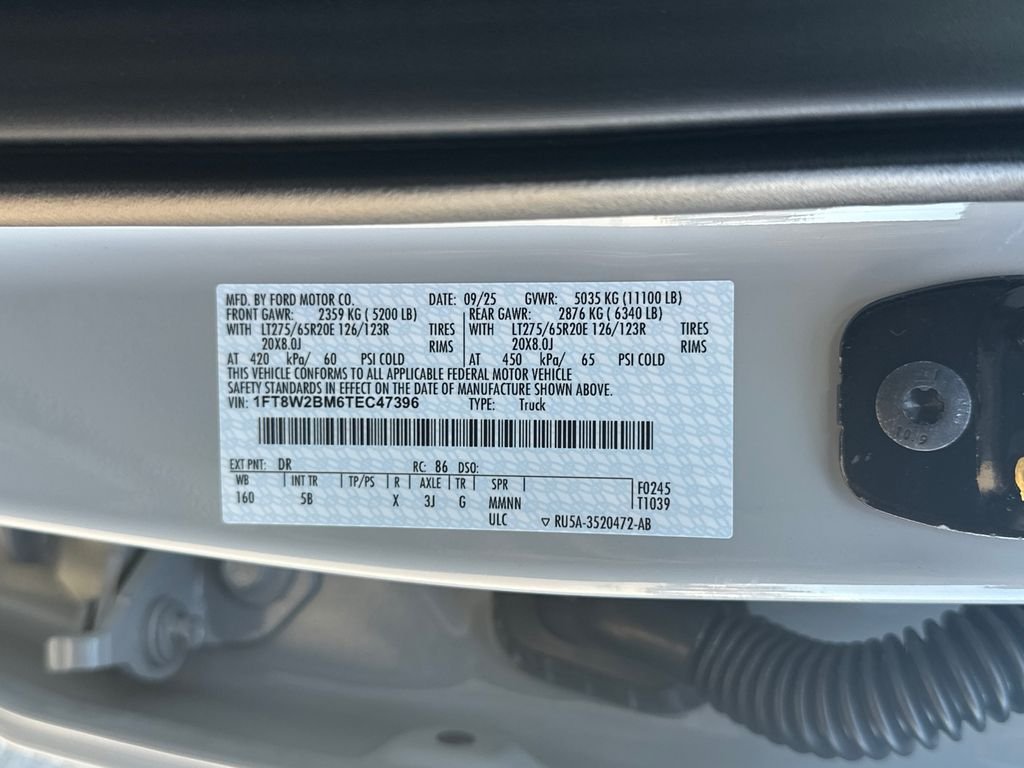 MFD. BY FORD MOTOR CO. DATE: 09/25 GVWR: 5035 KG (11100 LB)
FRONT GAWR: 2359 KG ( 5200 LB) REAR GAWR: 2876 KG ( 6340 LB)
WITH LT275/65R20E 126/123R TIRES WITH LT275/65R20E 126/123R TIRES
20X8.0J RIMS 20X8.0J RIMS
AT 420 kPa/ 60 PSI COLD AT 450 kPa/ 65 PSI COLD
THIS VEHICLE CONFORMS TO ALL APPLICABLE FEDERAL MOTOR VEHICLE
SAFETY STANDARDS IN EFFECT ON THE DATE OF MANUFACTURE SHOWN ABOVE.
VIN: 1FT8W2BM6TEC47396 TYPE: Truck
EXT PNT: DR RC: 86 DSO:
WB INT TR TP/PS R AXLE TR SPR F0245
160 5B X 3J G MMNN T1039
ULC ▽ RU5A-3520472-AB
10.9